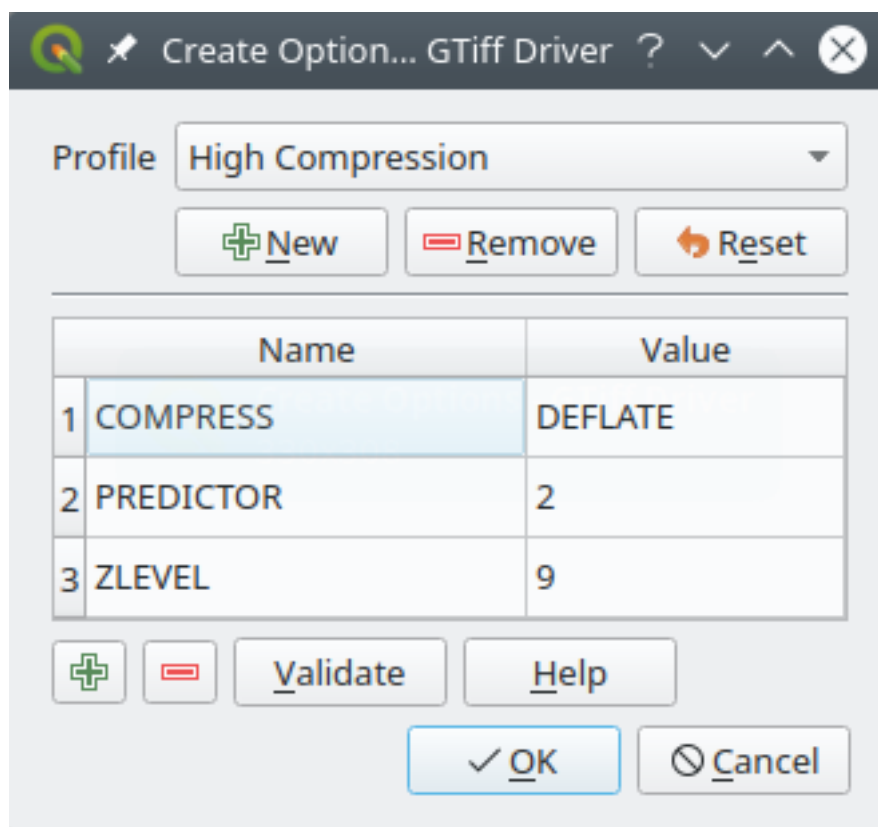 Create Option... GTiff Driver ?
Profile High Compression
New Remove Reset
Name Value
1 COMPRESS DEFLATE
2 PREDICTOR 2
3 ZLEVEL 9
Validate Help
OK Cancel